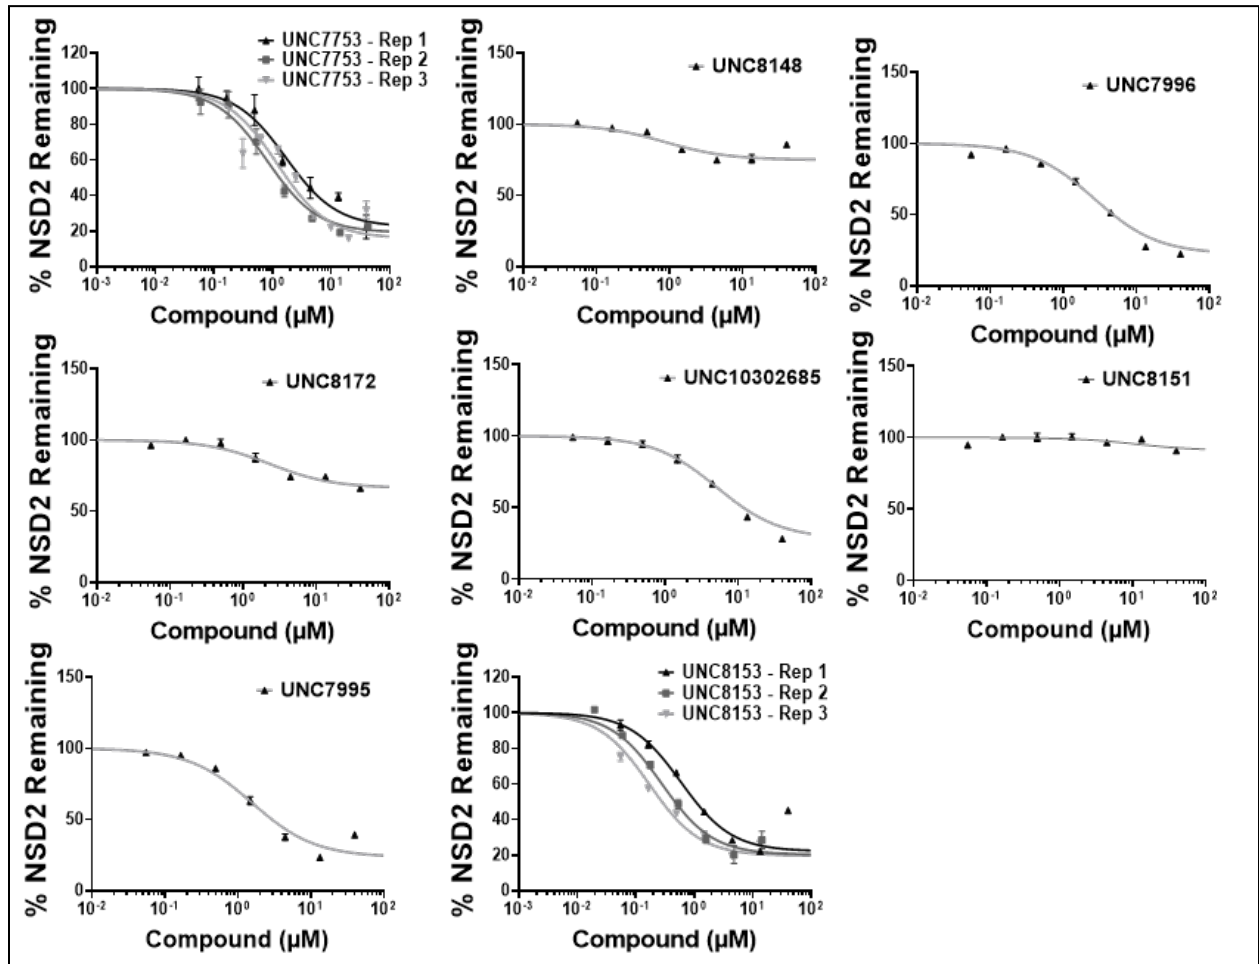 UNC7753 - Rep 1
UNC7753 - Rep 2
UNC7753 - Rep 3
% NSD2 Remaining
120
100
80
60
40
20
0
10-3 10-2 10-1 100 101 102
Compound (µM)
UNC8148
% NSD2 Remaining
150
100
50
0
10-2 10-1 100 101 102
Compound (µM)
UNC7996
% NSD2 Remaining
150
100
50
0
10-2 10-1 100 101 102
Compound (µM)
UNC8172
% NSD2 Remaining
150
100
50
0
10-2 10-1 100 101 102
Compound (µM)
UNC10302685
% NSD2 Remaining
150
100
50
0
10-2 10-1 100 101 102
Compound (µM)
UNC8151
% NSD2 Remaining
150
100
50
0
10-2 10-1 100 101 102
Compound (µM)
UNC7995
% NSD2 Remaining
150
100
50
0
10-2 10-1 100 101 102
Compound (µM)
UNC8153 - Rep 1
UNC8153 - Rep 2
UNC8153 - Rep 3
% NSD2 Remaining
120
100
80
60
40
20
0
10-3 10-2 10-1 100 101 102
Compound (µM)